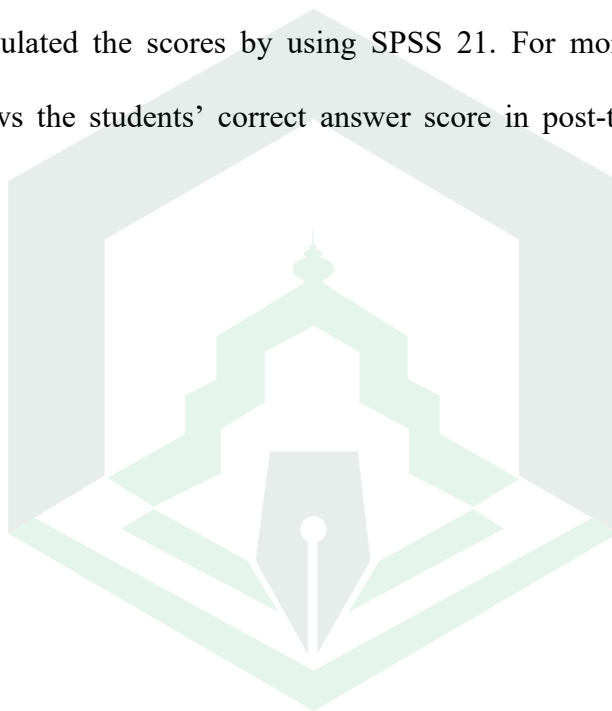 ulated the scores by using SPSS 21. For mo
ws the students’ correct answer score in post-t